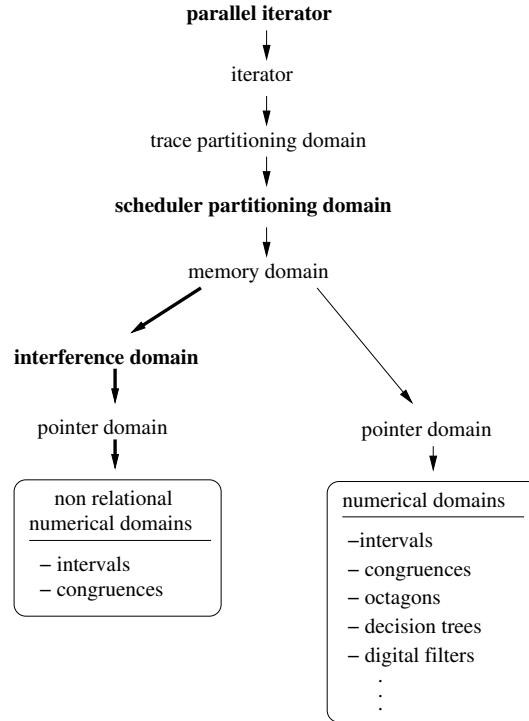 parallel iterator
iterator
trace partitioning domain
scheduler partitioning domain
memory domain
interference domain
pointer domain
non relational
numerical domains
– intervals
– congruences
pointer domain
numerical domains
–intervals
– congruences
– octagons
– decision trees
– digital filters
.
.
.